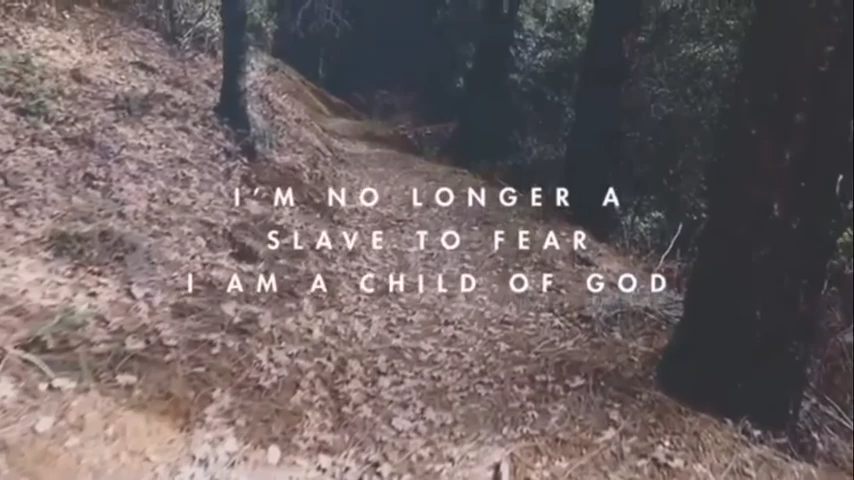 I'M NO LONGER A
SLAVE TO FEAR
I AM A CHILD OF GOD